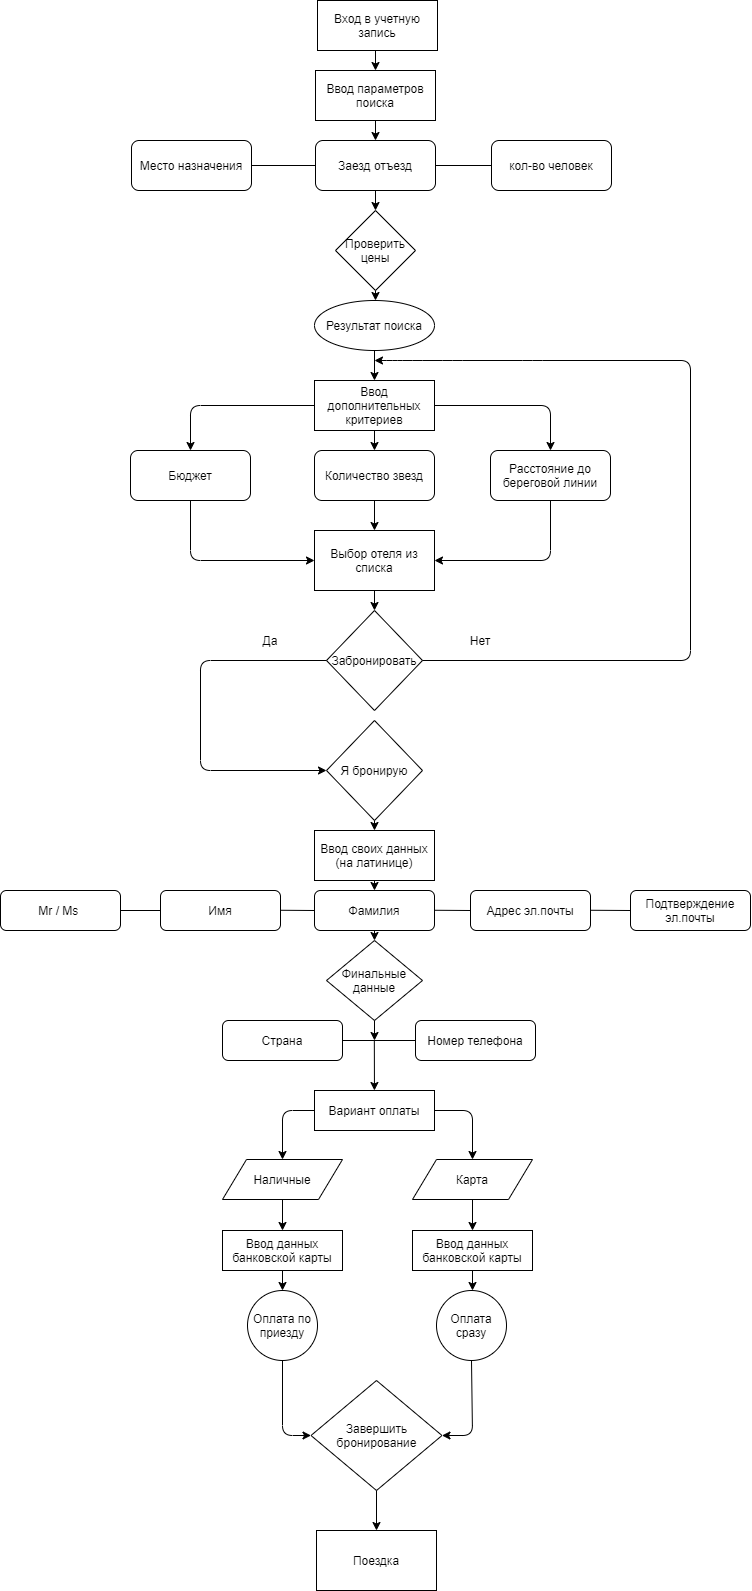 Вход в учетную
запись
Ввод параметров
поиска
Место назначения
Заезд отъезд
кол-во человек
Проверить
цены
Результат поиска
Ввод
дополнительных
критериев
Бюджет
Количество звезд
Расстояние до
береговой линии
Выбор отеля из
списка
Да
Нет
Забронировать
Я бронирую
Ввод своих данных
(на латинице)
Mr / Ms
Имя
Фамилия
Адрес эл.почты
Подтверждение
эл.почты
Финальные
данные
Страна
Номер телефона
Вариант оплаты
Наличные
Карта
Ввод данных
банковской карты
Ввод данных
банковской карты
Оплата по
приезду
Оплата
сразу
Завершить
бронирование
Поездка